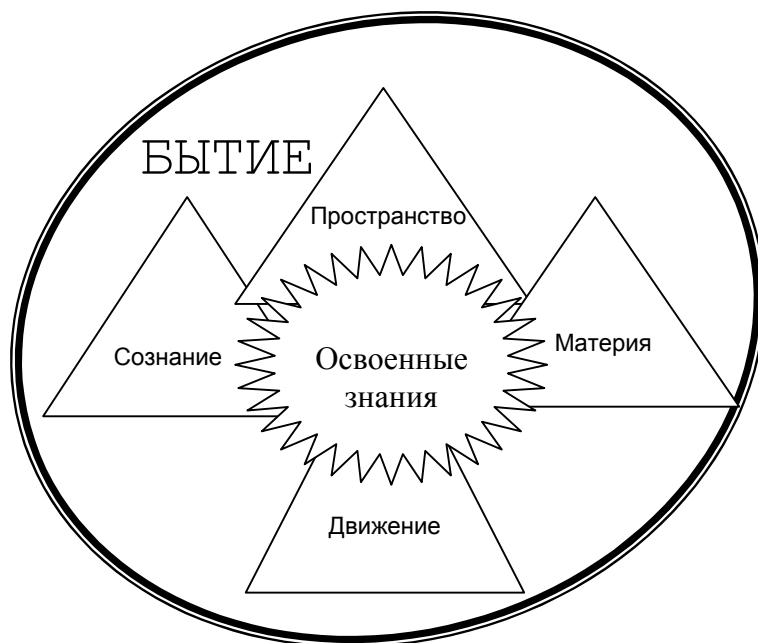 БЫТИЕ
Пространство
Сознание
Материя
Освоенные
знания
Движение